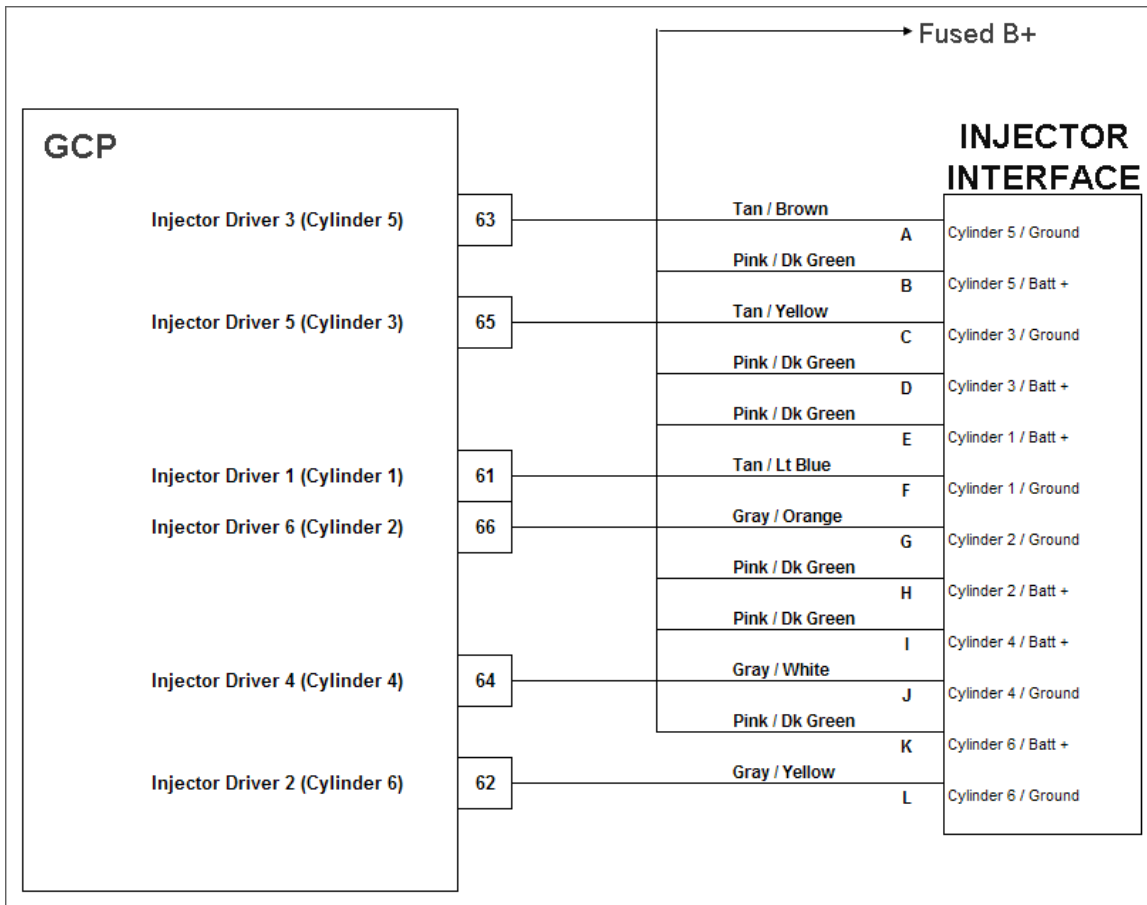 Fused B+
GCP
INJECTOR
INTERFACE
Injector Driver 3 (Cylinder 5)
63
Tan / Brown
A
Cylinder 5 / Ground
Pink / Dk Green
B
Cylinder 5 / Batt +
Injector Driver 5 (Cylinder 3)
65
Tan / Yellow
C
Cylinder 3 / Ground
Pink / Dk Green
D
Cylinder 3 / Batt +
Pink / Dk Green
E
Cylinder 1 / Batt +
Injector Driver 1 (Cylinder 1)
61
Tan / Lt Blue
F
Cylinder 1 / Ground
Injector Driver 6 (Cylinder 2)
66
Gray / Orange
G
Cylinder 2 / Ground
Pink / Dk Green
H
Cylinder 2 / Batt +
Pink / Dk Green
I
Cylinder 4 / Batt +
Injector Driver 4 (Cylinder 4)
64
Gray / White
J
Cylinder 4 / Ground
Pink / Dk Green
K
Cylinder 6 / Batt +
Injector Driver 2 (Cylinder 6)
62
Gray / Yellow
L
Cylinder 6 / Ground